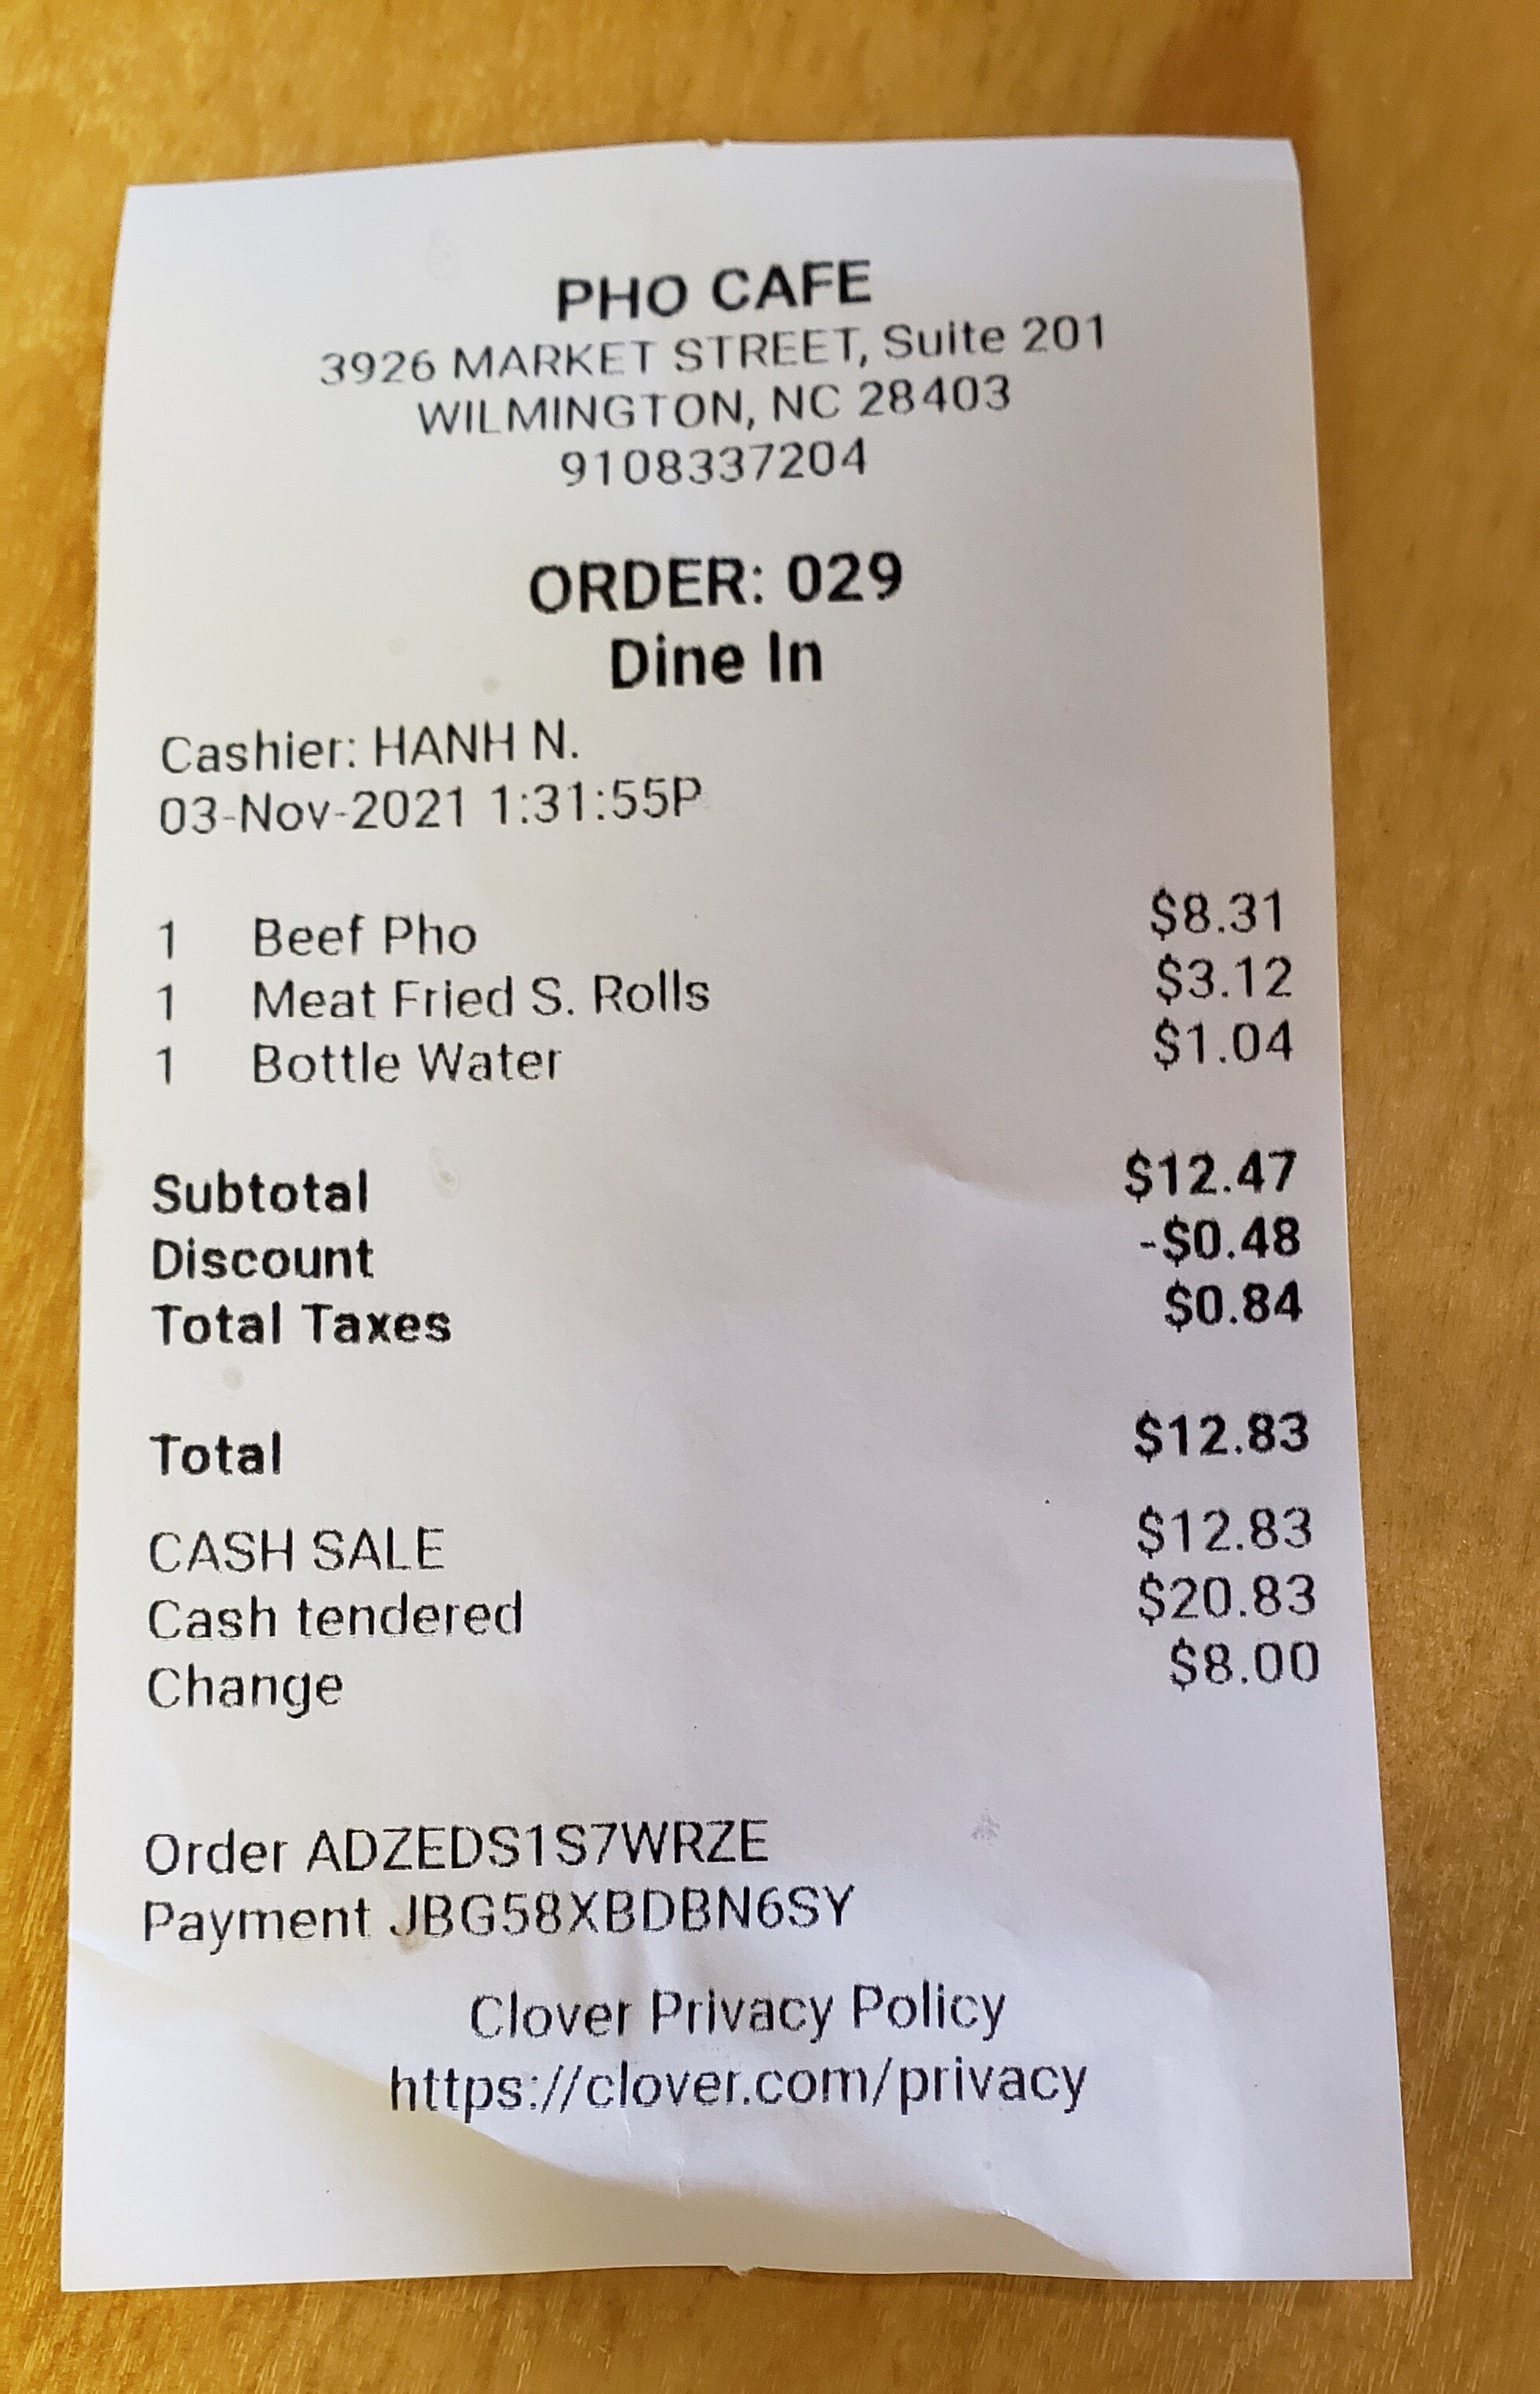 PHO CAFE
3926 MARKET STREET, Suite 201
WILMINGTON, NC 28403
9108337204
ORDER: 029
Dine In
Cashier: HANH N.
03-Nov-2021 1:31:55P
1 Beef Pho $8.31
1 Meat Fried S. Rolls $3.12
1 Bottle Water $1.04
Subtotal $12.47
Discount -$0.48
Total Taxes $0.84
Total $12.83
CASH SALE $12.83
Cash tendered $20.83
Change $8.00
Order ADZEDS1S7WRZE
Payment JBG58XBDBN6SY
Clover Privacy Policy
https://clover.com/privacy